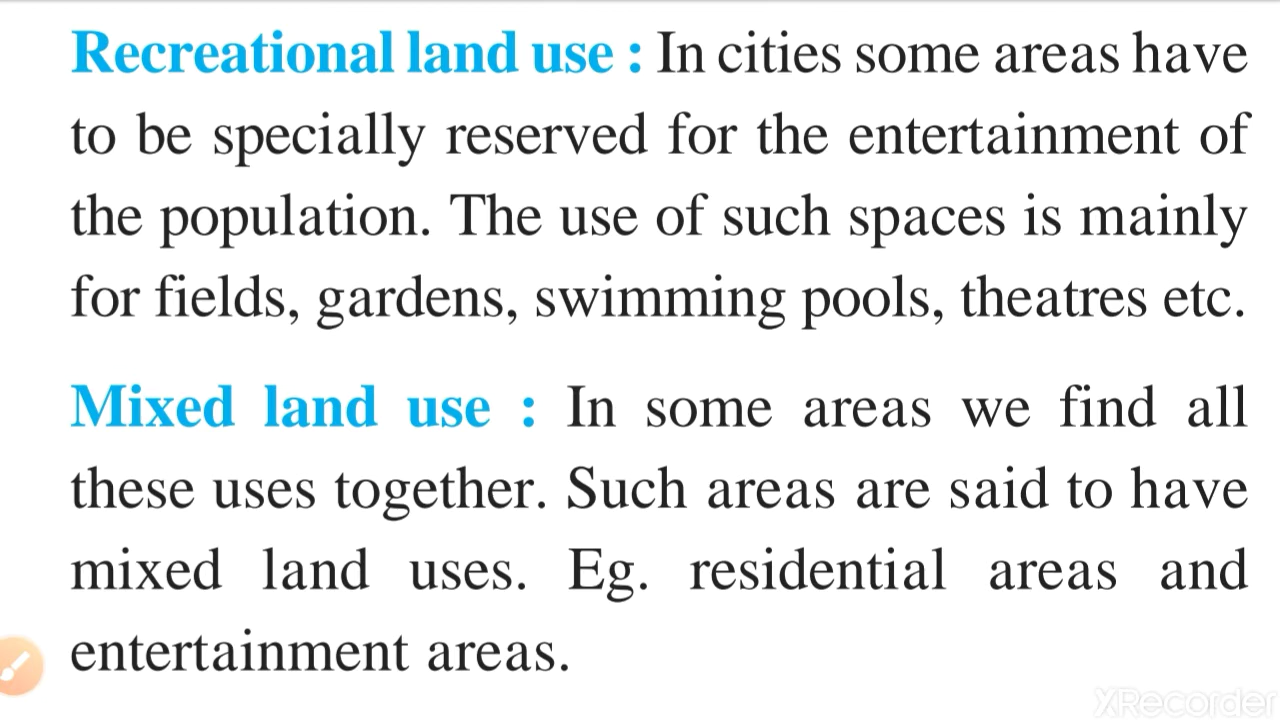 Recreational land use : In cities some areas have
to be specially reserved for the entertainment of
the population. The use of such spaces is mainly
for fields, gardens, swimming pools, theatres etc.
Mixed land use : In some areas we find all
these uses together. Such areas are said to have
mixed land uses. Eg. residential areas and
entertainment areas.
XRecorder